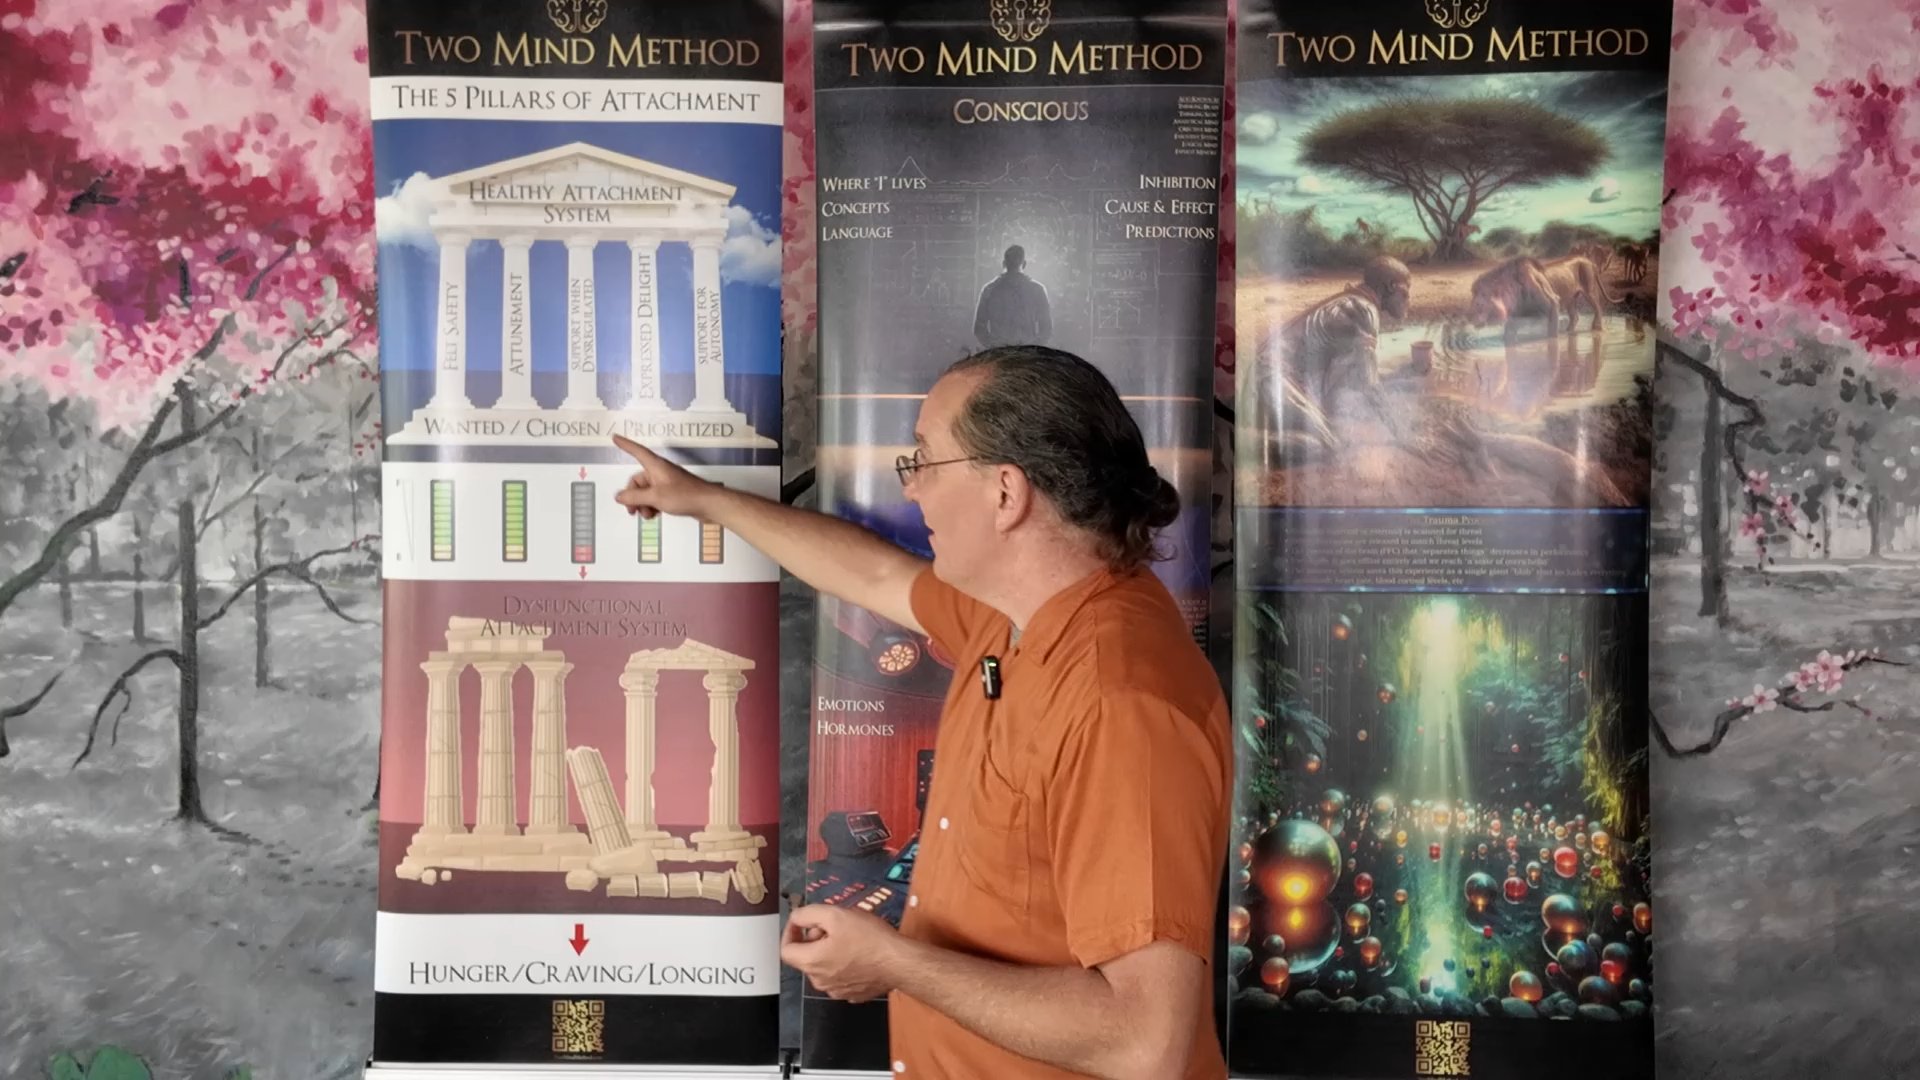 TWO MIND METHOD
THE 5 PILLARS OF ATTACHMENT
HEALTHY ATTACHMENT
SYSTEM
FELT SAFETY
ATTUNEMENT
SUPPORT WHEN
DYSREGULATED
EXPRESSED DELIGHT
SUPPORT FOR
AUTONOMY
WANTED / CHOSEN / PRIORITIZED
DYSFUNCTIONAL
ATTACHMENT SYSTEM
HUNGER/CRAVING/LONGING
TWO MIND METHOD
CONSCIOUS
WHERE "I" LIVES
CONCEPTS
LANGUAGE
INHIBITION
CAUSE & EFFECT
PREDICTIONS
EMOTIONS
HORMONES
TWO MIND METHOD